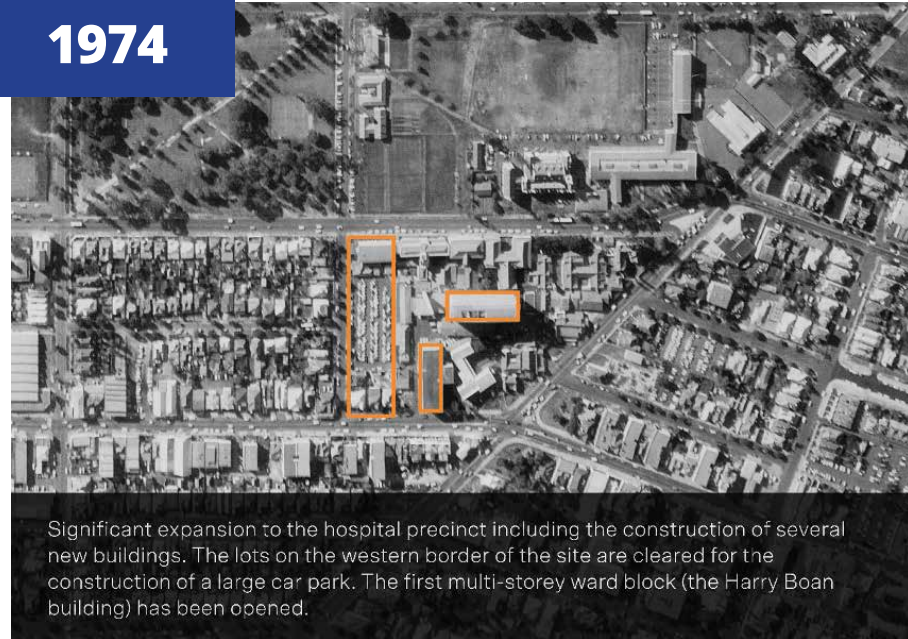 1974
Significant expansion to the hospital precinct including the construction of several
new buildings. The lots on the western border of the site are cleared for the
construction of a large car park. The first multi-storey ward block (the Harry Boan
building) has been opened.